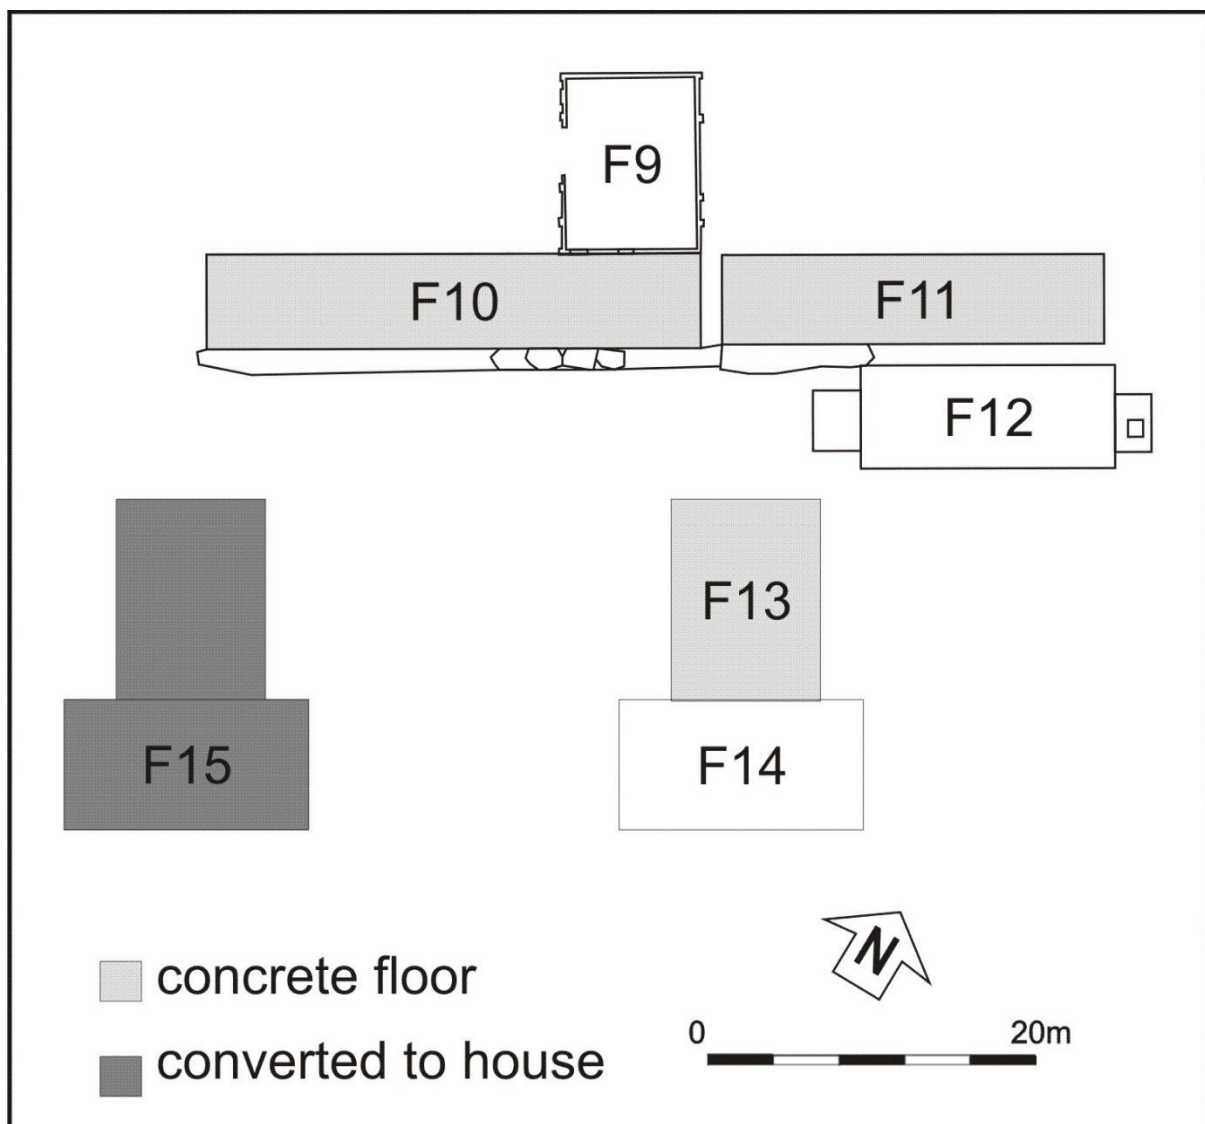 F9
F10
F11
F12
F13
F15
F14
N
concrete floor
0 20m
converted to house